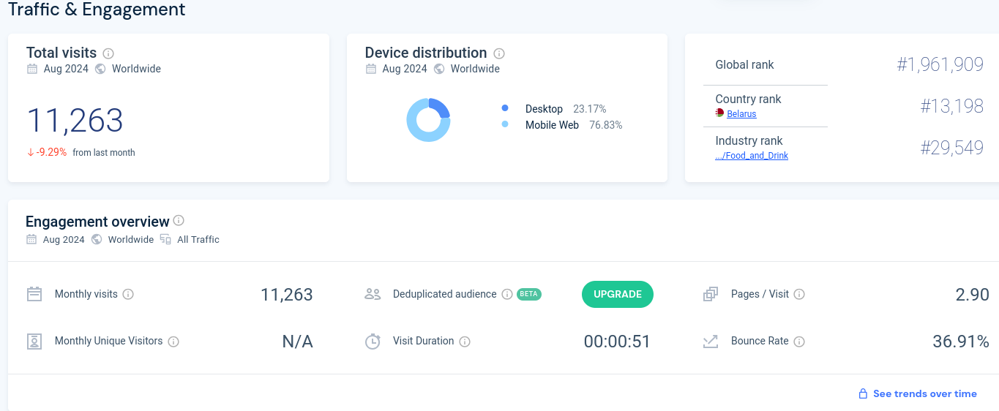 Traffic & Engagement
Total visits
Aug 2024 Worldwide
11,263
-9.29% from last month
Device distribution
Aug 2024 Worldwide
Desktop 23.17%
Mobile Web 76.83%
Global rank #1,961,909
Country rank #13,198
Belarus
Industry rank #29,549
.../Food_and_Drink
Engagement overview
Aug 2024 Worldwide All Traffic
Monthly visits 11,263
Deduplicated audience BETA UPGRADE
Pages / Visit 2.90
Monthly Unique Visitors N/A
Visit Duration 00:00:51
Bounce Rate 36.91%
See trends over time